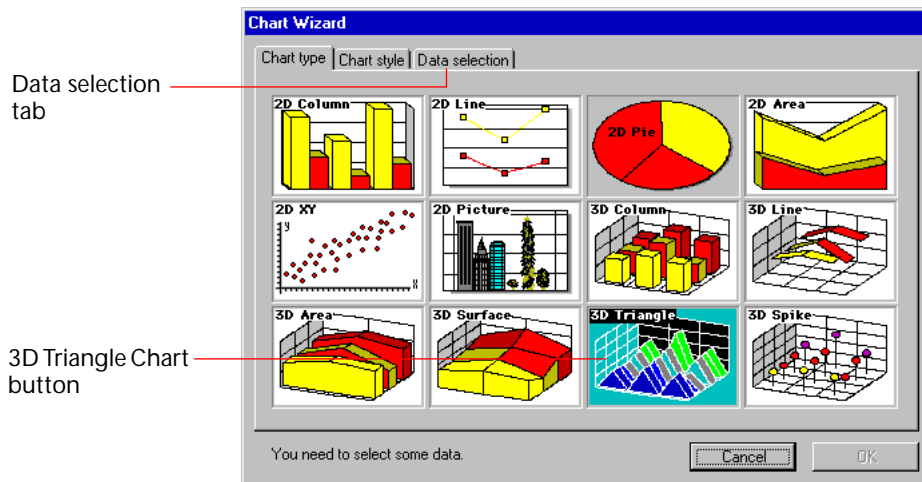 Chart Wizard
Chart type
Chart style
Data selection
Data selection
tab
2D Column
2D Line
2D Pie
2D Area
2D XY
y
x
2D Picture
3D Column
3D Line
3D Area
3D Surface
3D Triangle
3D Spike
3D Triangle Chart
button
You need to select some data.
Cancel
OK